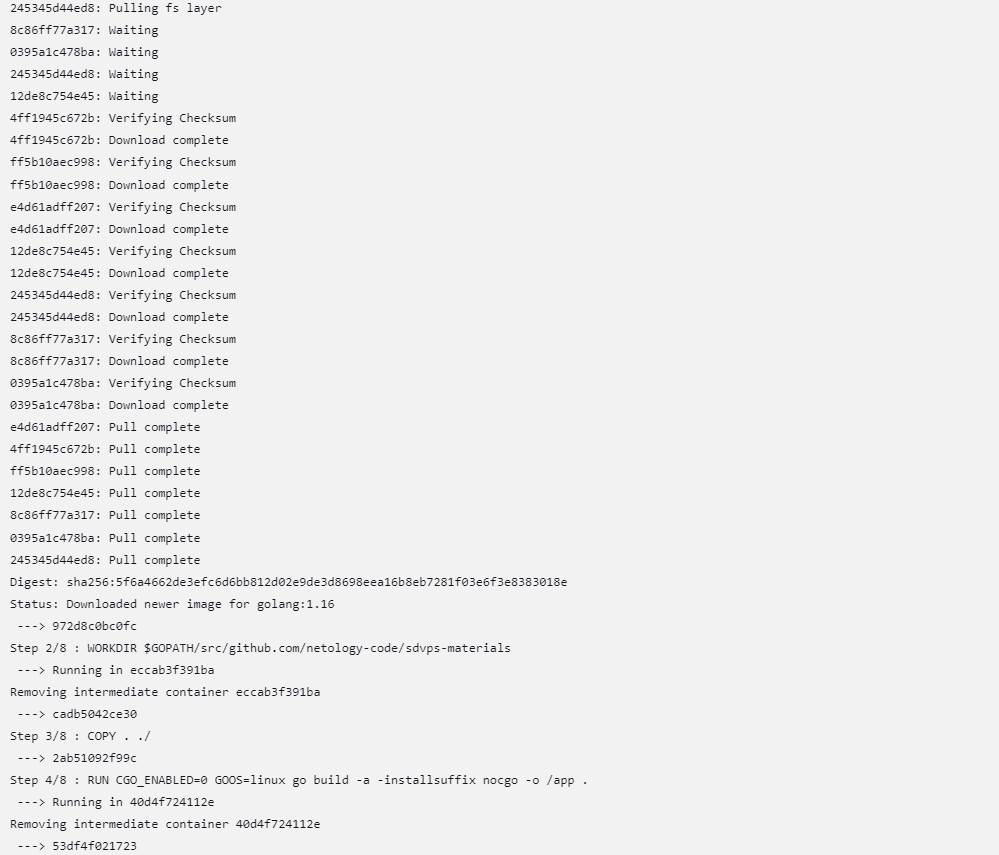 245345d44ed8: Pulling fs layer
8c86ff77a317: Waiting
0395a1c478ba: Waiting
245345d44ed8: Waiting
12de8c754e45: Waiting
4ff1945c672b: Verifying Checksum
4ff1945c672b: Download complete
ff5b10aec998: Verifying Checksum
ff5b10aec998: Download complete
e4d61adff207: Verifying Checksum
e4d61adff207: Download complete
12de8c754e45: Verifying Checksum
12de8c754e45: Download complete
245345d44ed8: Verifying Checksum
245345d44ed8: Download complete
8c86ff77a317: Verifying Checksum
8c86ff77a317: Download complete
0395a1c478ba: Verifying Checksum
0395a1c478ba: Download complete
e4d61adff207: Pull complete
4ff1945c672b: Pull complete
ff5b10aec998: Pull complete
12de8c754e45: Pull complete
8c86ff77a317: Pull complete
0395a1c478ba: Pull complete
245345d44ed8: Pull complete
Digest: sha256:5f6a4662de3efc6d6bb812d02e9de3d8698eea16b8eb7281f03e6f3e8383018e
Status: Downloaded newer image for golang:1.16
 ---> 972d8c0bc0fc
Step 2/8 : WORKDIR $GOPATH/src/github.com/netology-code/sdvps-materials
 ---> Running in eccab3f391ba
Removing intermediate container eccab3f391ba
 ---> cadb5042ce30
Step 3/8 : COPY . ./
 ---> 2ab51092f99c
Step 4/8 : RUN CGO_ENABLED=0 GOOS=linux go build -a -installsuffix nocgo -o /app .
 ---> Running in 40d4f724112e
Removing intermediate container 40d4f724112e
 ---> 53df4f021723